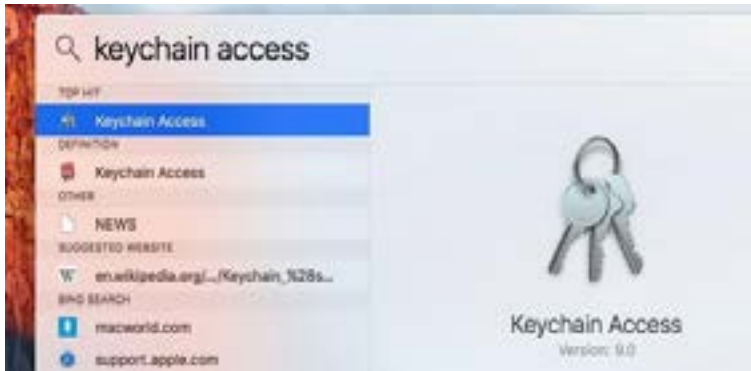 keychain access
TOP HIT
Keychain Access
DEFINITION
Keychain Access
OTHER
NEWS
SUGGESTED WEBSITE
en.wikipedia.org/.../Keychain_%28s...
BING SEARCH
macworld.com
support.apple.com
Keychain Access
Version: 9.0